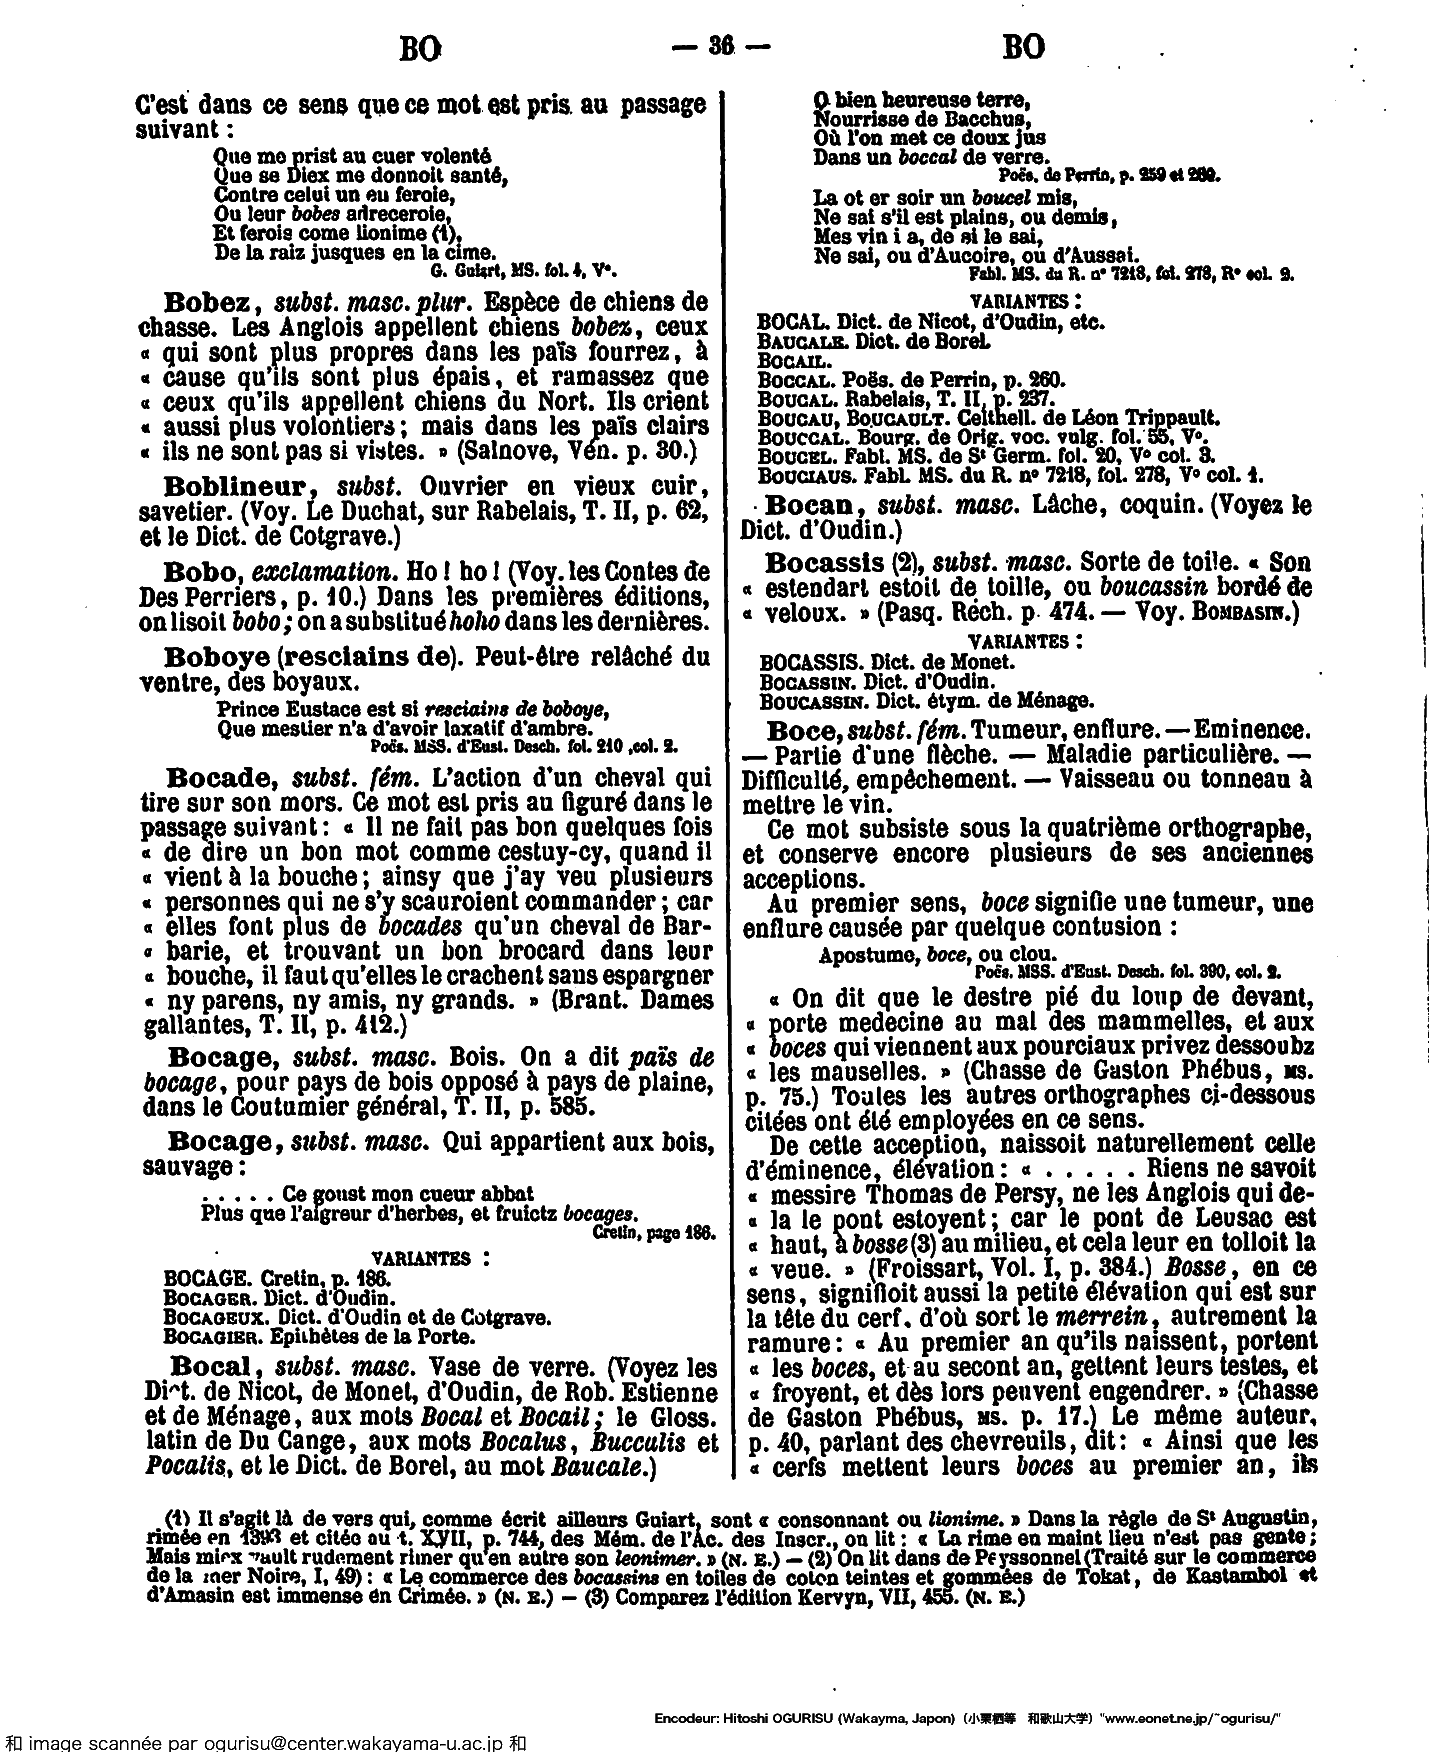 BO — 36 — BO
C'est dans ce sens que ce mot est pris au passage
suivant :
Que me prist au cuer volenté
Que se Diex me donnoit santé,
Contre celui un eu feroie,
Ou leur bobes adreceroie,
Et ferois come lionime (1),
De la raiz jusques en la cime.
G. Guiart, MS. fol. 4, V°.
Bobez, subst. masc. plur. Espèce de chiens de
chasse. Les Anglois appellent chiens bobez, ceux
« qui sont plus propres dans les païs fourrez, à
« cause qu'ils sont plus épais, et ramassez que
« ceux qu'ils appellent chiens du Nort. Ils crient
« aussi plus volontiers ; mais dans les païs clairs
« ils ne sont pas si vistes. » (Salnove, Vén. p. 30.)
Boblineur, subst. Ouvrier en vieux cuir,
savetier. (Voy. Le Duchat, sur Rabelais, T. II, p. 62,
et le Dict. de Cotgrave.)
Bobo, exclamation. Ho ! ho ! (Voy. les Contes de
Des Perriers, p. 10.) Dans les premières éditions,
on lisoit bobo ; on a substitué hoho dans les dernières.
Boboye (resciains de). Peut-être relâché du
ventre, des boyaux.
Prince Eustace est si resciains de boboye,
Que mestier n'a d'avoir laxatif d'ambre.
Poës. MSS. d'Eust. Desch. fol. 210, col. 2.
Bocade, subst. fém. L'action d'un cheval qui
tire sur son mors. Ce mot est pris au figuré dans le
passage suivant : « Il ne fait pas bon quelques fois
« de dire un bon mot comme cestuy-cy, quand il
« vient à la bouche ; ainsy que j'ay veu plusieurs
« personnes qui ne s'y scauroient commander ; car
« elles font plus de bocades qu'un cheval de Bar-
« barie, et trouvant un bon brocard dans leur
« bouche, il faut qu'elles le crachent sans espargner
« ny parens, ny amis, ny grands. » (Brant. Dames
gallantes, T. II, p. 412.)
Bocage, subst. masc. Bois. On a dit païs de
bocage, pour pays de bois opposé à pays de plaine,
dans le Coutumier général, T. II, p. 585.
Bocage, subst. masc. Qui appartient aux bois,
sauvage :
. . . . . Ce goust mon cueur abbat
Plus que l'aigreur d'herbes, et fruictz bocages.
Cretin, page 186.
VARIANTES :
BOCAGE. Cretin, p. 186.
BOCAGER. Dict. d'Oudin.
BOCAGEUX. Dict. d'Oudin et de Cotgrave.
BOCAGIER. Epithètes de la Porte.
Bocal, subst. masc. Vase de verre. (Voyez les
Dict. de Nicot, de Monet, d'Oudin, de Rob. Estienne
et de Ménage, aux mots Bocal et Bocail ; le Gloss.
latin de Du Cange, aux mots Bocalus, Buccalis et
Pocalis, et le Dict. de Borel, au mot Baucale.)
O bien heureuse terre,
Nourrisse de Bacchus,
Où l'on met ce doux jus
Dans un boccal de verre.
Poës. de Perrin, p. 259 et 260.
La ot er soir un boucel mis,
Ne sai s'il est plains, ou demis,
Mes vin i a, de si le sai,
Ne sai, ou d'Aucoire, ou d'Aussai.
Fabl. MS. du R. n° 7218, fol. 278, R° col. 2.
VARIANTES :
BOCAL. Dict. de Nicot, d'Oudin, etc.
BAUCALE. Dict. de Borel.
BOCAIL.
BOCCAL. Poës. de Perrin, p. 260.
BOUCAL. Rabelais, T. II, p. 237.
BOUCAU, BOUCAULT. Celthell. de Léon Trippault.
BOUCCAL. Bourg. de Orig. voc. vulg. fol. 55, V°.
BOUCEL. Fabl. MS. de St Germ. fol. 20, V° col. 3.
BOUCIAUS. Fabl. MS. du R. n° 7218, fol. 278, V° col. 1.
Bocan, subst. masc. Lâche, coquin. (Voyez le
Dict. d'Oudin.)
Bocassis (2), subst. masc. Sorte de toile. « Son
« estendart estoit de toille, ou boucassin bordé de
« veloux. » (Pasq. Rech. p. 474. — Voy. BOMBASIN.)
VARIANTES :
BOCASSIS. Dict. de Monet.
BOCASSIN. Dict. d'Oudin.
BOUCASSIN. Dict. étym. de Ménage.
Boce, subst. fém. Tumeur, enflure. — Eminence.
— Partie d'une flèche. — Maladie particulière. —
Difficulté, empêchement. — Vaisseau ou tonneau à
mettre le vin.
Ce mot subsiste sous la quatrième orthographe,
et conserve encore plusieurs de ses anciennes
acceptions.
Au premier sens, boce signifie une tumeur, une
enflure causée par quelque contusion :
Apostume, boce, ou clou.
Poës. MSS. d'Eust. Desch. fol. 390, col. 2.
« On dit que le destre pié du loup de devant,
« porte medecine au mal des mammelles, et aux
« boces qui viennent aux pourciaux privez dessoubz
« les mauselles. » (Chasse de Gaston Phébus, MS.
p. 75.) Toutes les autres orthographes ci-dessous
citées ont été employées en ce sens.
De cette acception, naissoit naturellement celle
d'éminence, élévation : « . . . . . Riens ne savoit
« messire Thomas de Persy, ne les Anglois qui de-
« la le pont estoyent ; car le pont de Leusac est
« haut, à bosse (3) au milieu, et cela leur en tolloit la
« veue. » (Froissart, Vol. I, p. 384.) Bosse, en ce
sens, signifioit aussi la petite élévation qui est sur
la tête du cerf, d'où sort le merrein, autrement la
ramure : « Au premier an qu'ils naissent, portent
« les boces, et au secont an, gettent leurs testes, et
« froyent, et dès lors peuvent engendrer. » (Chasse
de Gaston Phébus, MS. p. 17.) Le même auteur,
p. 40, parlant des chevreuils, dit : « Ainsi que les
« cerfs mettent leurs boces au premier an, ils
(1) Il s'agit là de vers qui, comme écrit ailleurs Guiart, sont « consonnant ou lionime. » Dans la règle de St Augustin,
rimée en 1393 et citée au t. XVII, p. 744, des Mém. de l'Ac. des Inscr., on lit : « La rime en maint lieu n'est pas gente ;
Mais miex vault rudement rimer qu'en autre son leonimer. » (N. E.) — (2) On lit dans de Peyssonnel (Traité sur le commerce
de la mer Noire, I, 49) : « Le commerce des bocassins en toiles de coton teintes et gommées de Tokat, de Kastambol et
d'Amasin est immense en Crimée. » (N. E.) — (3) Comparez l'édition Kervyn, VII, 455. (N. E.)
Encodeur: Hitoshi OGURISU (Wakayma, Japon) (小栗栖等 和歌山大学) "www.eonet.ne.jp/~ogurisu/"
和 image scannée par ogurisu@center.wakayama-u.ac.jp 和